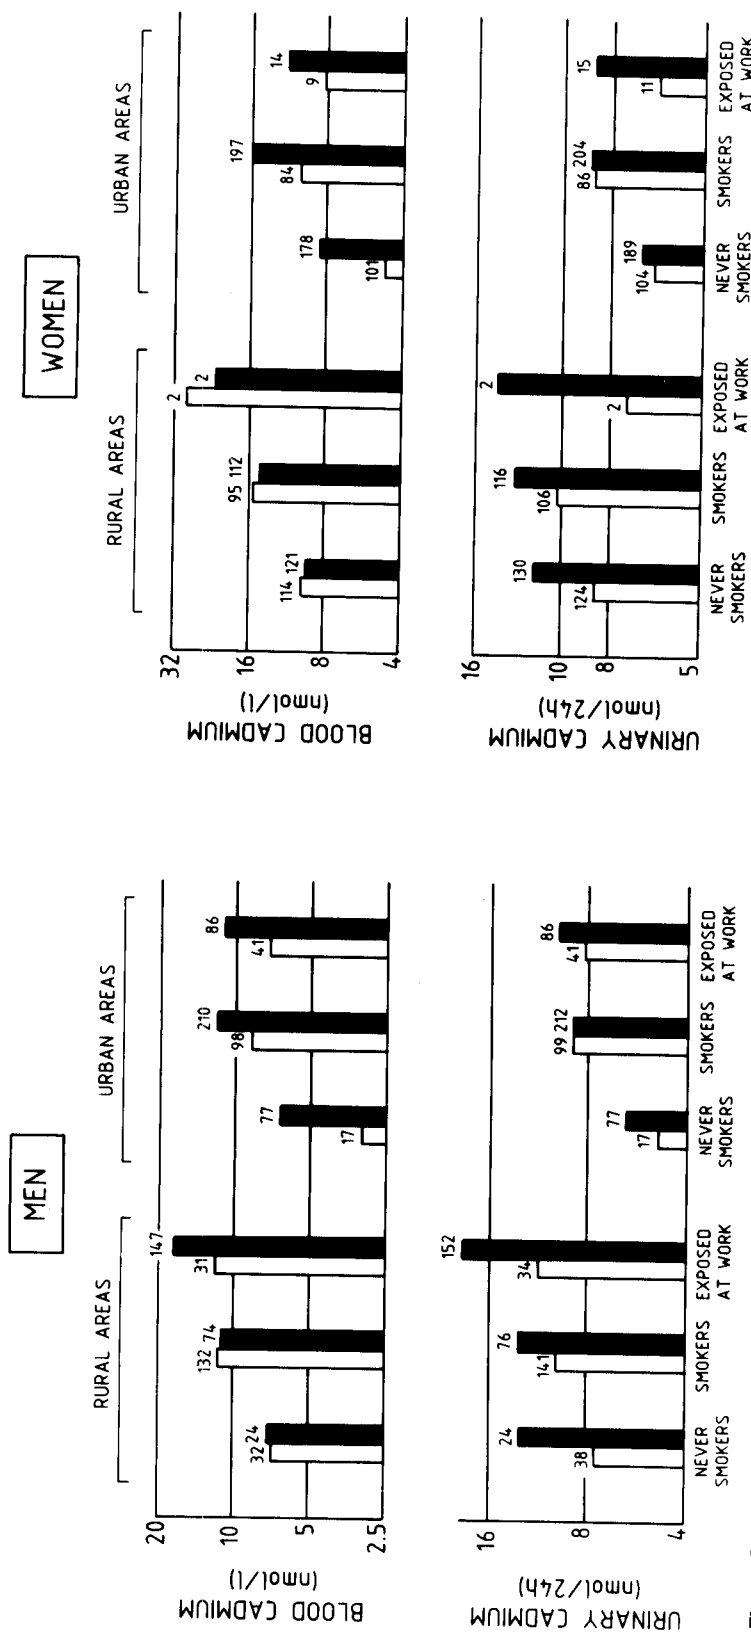 MEN
RURAL AREAS
URBAN AREAS
BLOOD CADMIUM
(nmol/l)
20
10
5
2.5
32 24
132 74
31 147
17 77
98 210
41 86
URINARY CADMIUM
(nmol/24h)
16
8
4
38 24
141 76
34 152
17 77
99 212
41 86
NEVER SMOKERS
SMOKERS
EXPOSED AT WORK
NEVER SMOKERS
SMOKERS
EXPOSED AT WORK
WOMEN
RURAL AREAS
URBAN AREAS
BLOOD CADMIUM
(nmol/l)
32
16
8
4
114 121
95 112
2 2
101 178
84 197
9 14
URINARY CADMIUM
(nmol/24h)
16
10
8
5
124 130
106 116
2 2
104 189
86 204
11 15
NEVER SMOKERS
SMOKERS
EXPOSED AT WORK
NEVER SMOKERS
SMOKERS
EXPOSED AT WORK